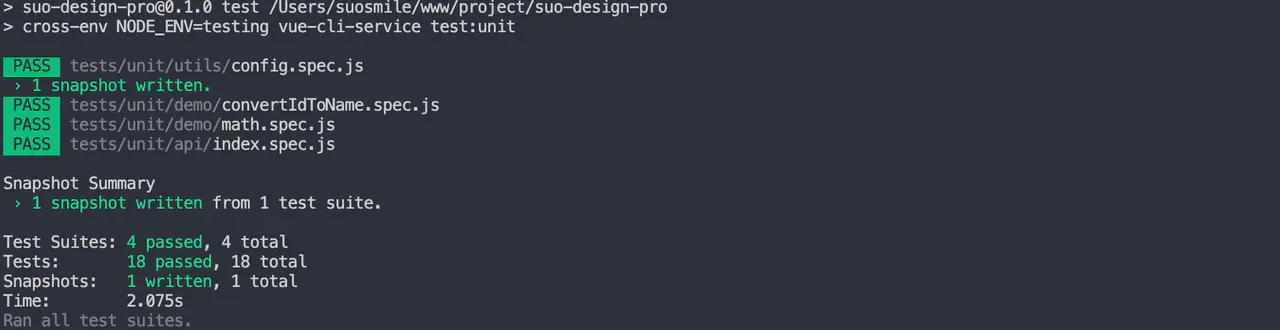 > suo-design-pro@0.1.0 test /Users/suosmile/www/project/suo-design-pro
> cross-env NODE_ENV=testing vue-cli-service test:unit
PASS tests/unit/utils/config.spec.js
› 1 snapshot written.
PASS tests/unit/demo/convertIdToName.spec.js
PASS tests/unit/demo/math.spec.js
PASS tests/unit/api/index.spec.js
Snapshot Summary
› 1 snapshot written from 1 test suite.
Test Suites: 4 passed, 4 total
Tests: 18 passed, 18 total
Snapshots: 1 written, 1 total
Time: 2.075s
Ran all test suites.